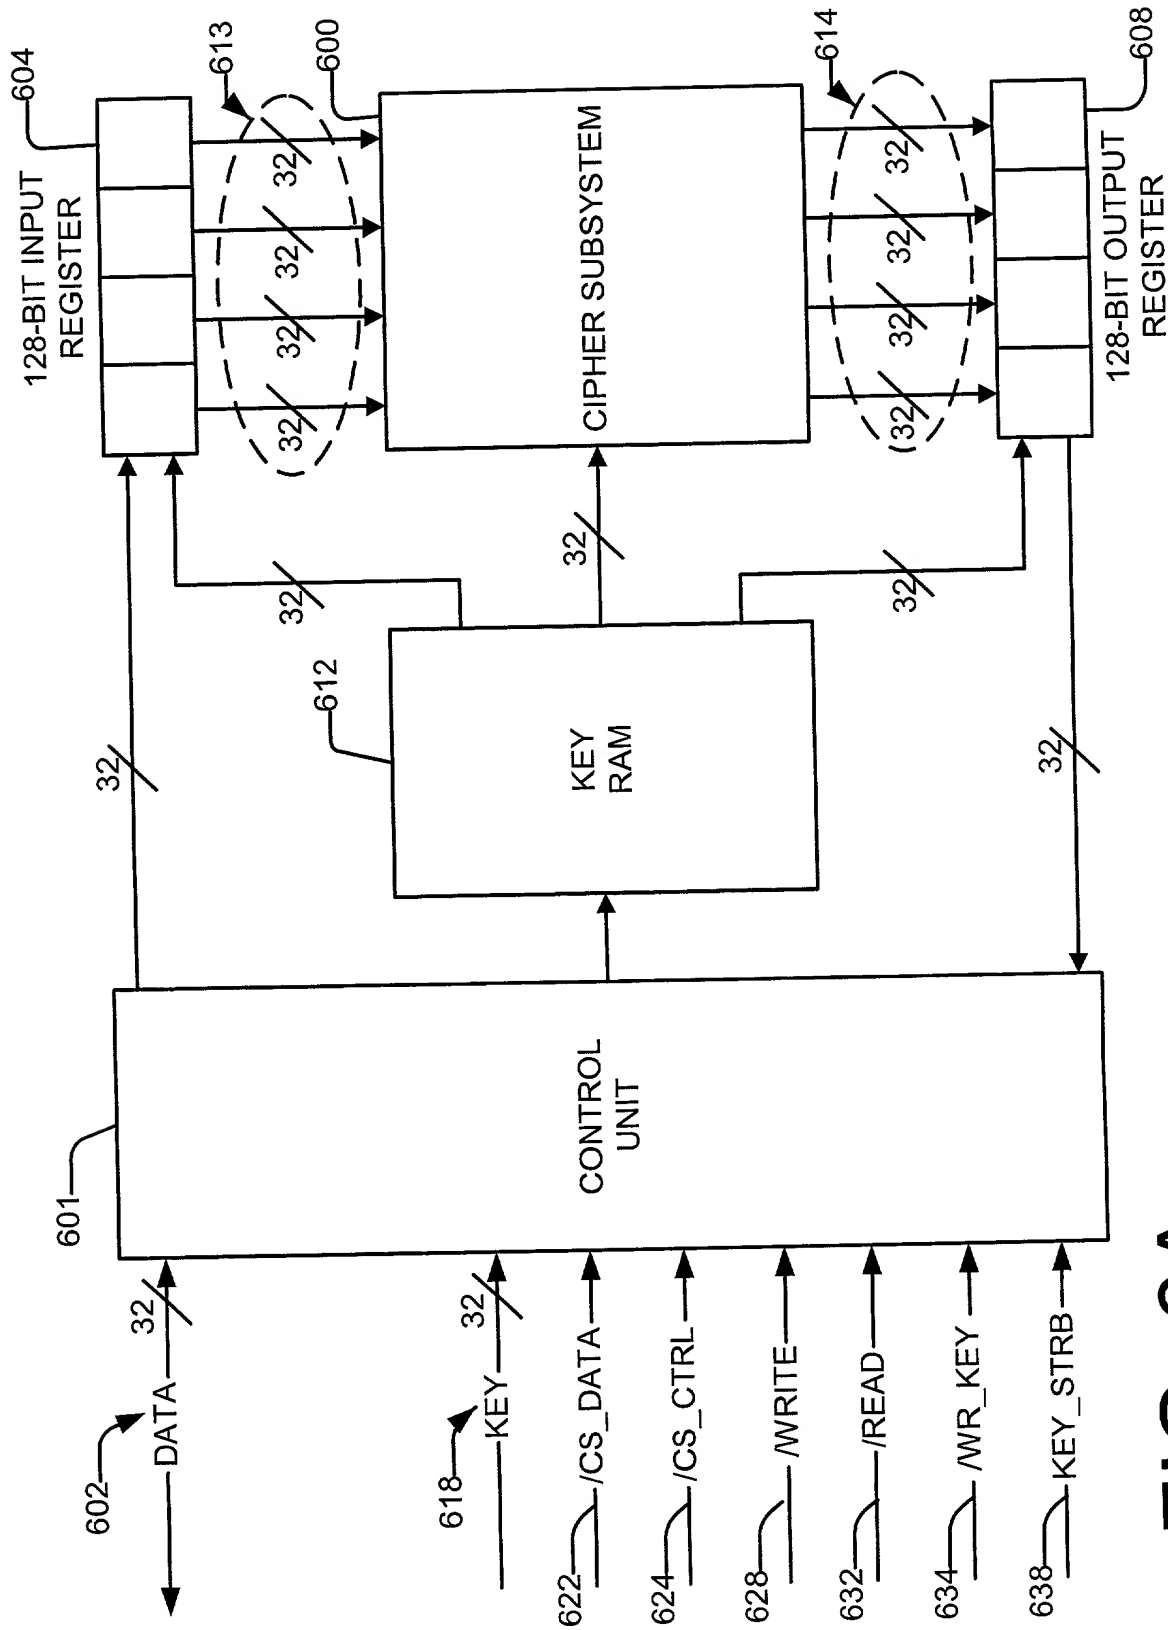 604
128-BIT INPUT
REGISTER
601
602
32
613
32
DATA
32
32
32
32
32
612
600
KEY
RAM
CIPHER SUBSYSTEM
32
618
32
KEY
622
/CS_DATA
CONTROL
UNIT
624
/CS_CTRL
628
/WRITE
614
632
/READ
32
32
32
32
32
634
/WR_KEY
638
KEY_STRB
32
128-BIT OUTPUT
REGISTER
608